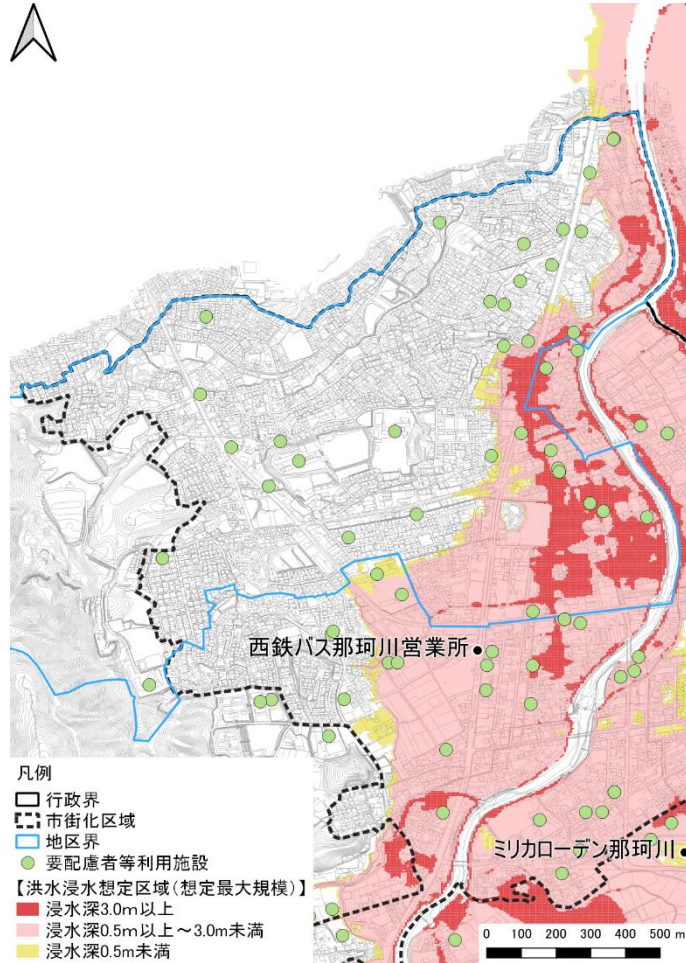 西鉄バス那珂川営業所
ミリカローデン那珂川
凡例
行政界
市街化区域
地区界
要配慮者等利用施設
【洪水浸水想定区域(想定最大規模)】
浸水深3.0m以上
浸水深0.5m以上~3.0m未満
浸水深0.5m未満
0 100 200 300 400 500 m